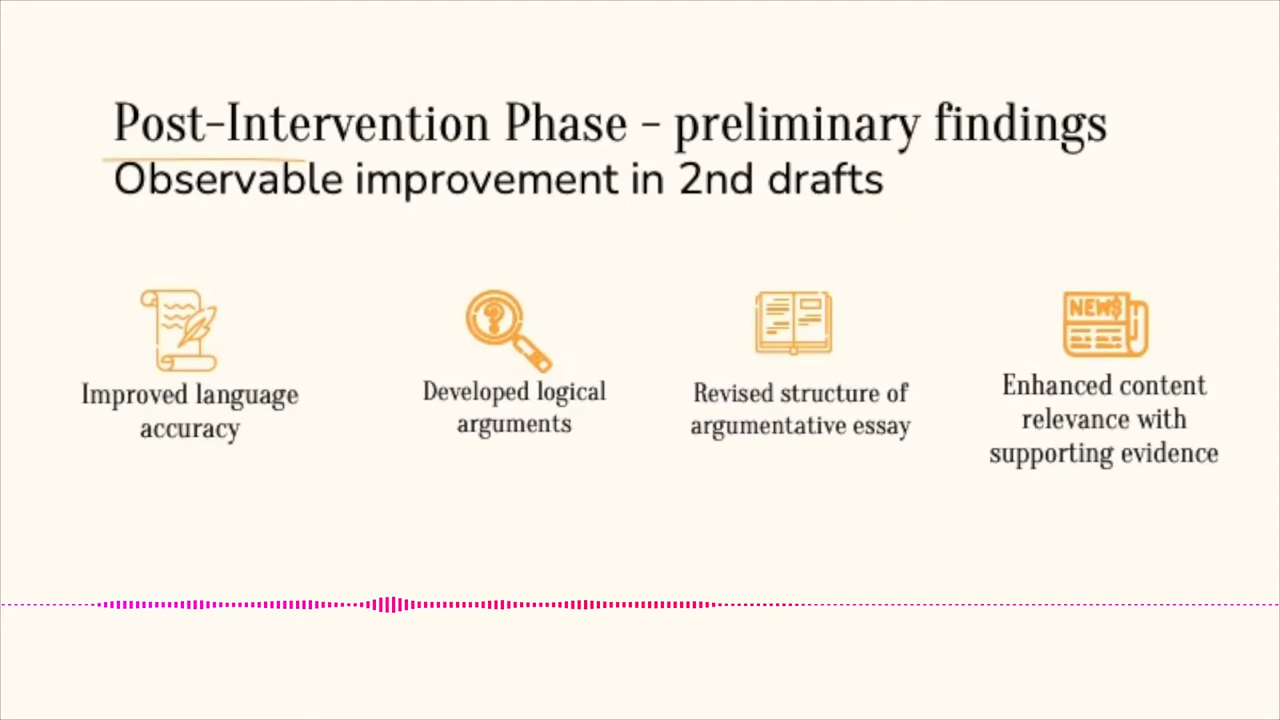 Post-Intervention Phase - preliminary findings
Observable improvement in 2nd drafts
NEWS
Improved language
accuracy
Developed logical
arguments
Revised structure of
argumentative essay
Enhanced content
relevance with
supporting evidence